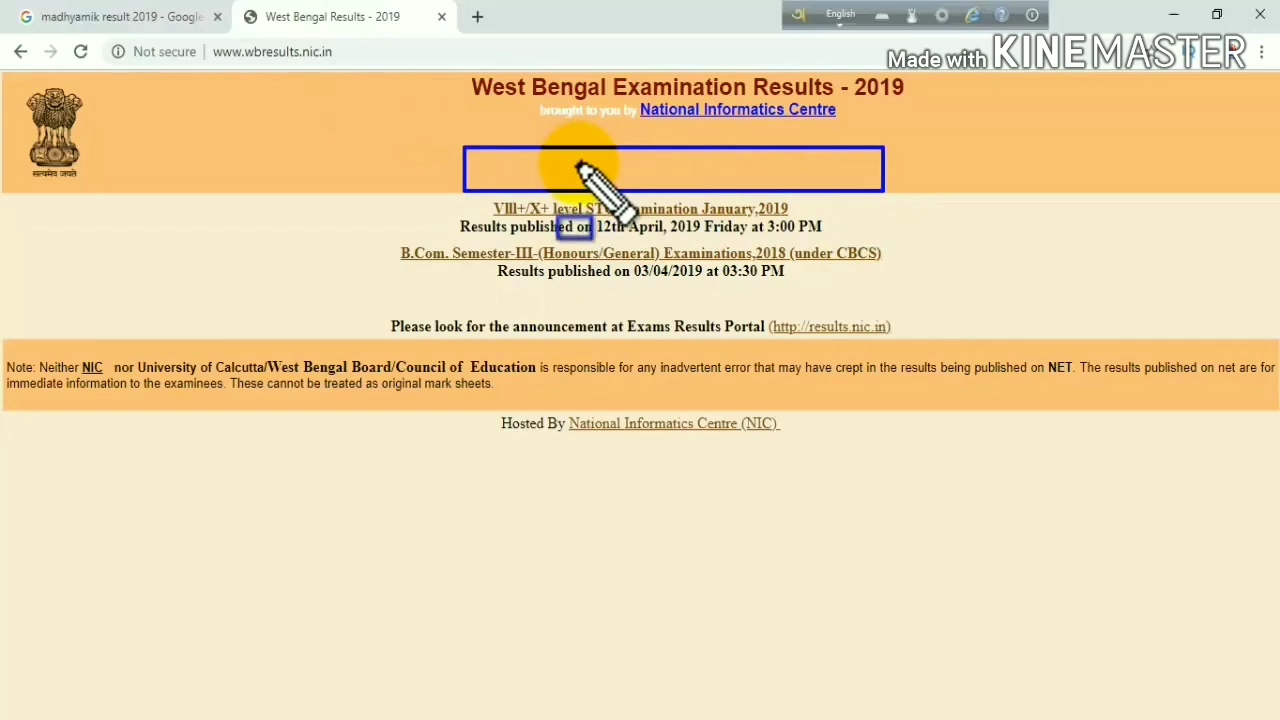 madhyamik result 2019 - Google
West Bengal Results - 2019
English
Not secure
www.wbresults.nic.in
Made with KINEMASTER
West Bengal Examination Results - 2019
brought to you by National Informatics Centre
सत्यमेव जयते
VIII+/X+ level mination January,2019
Results published on 12th April, 2019 Friday at 3:00 PM
B.Com. Semester-III-(Honours/General) Examinations,2018 (under CBCS)
Results published on 03/04/2019 at 03:30 PM
Please look for the announcement at Exams Results Portal (http://results.nic.in)
Note: Neither NIC nor University of Calcutta/West Bengal Board/Council of Education is responsible for any inadvertent error that may have crept in the results being published on NET. The results published on net are for
immediate information to the examinees. These cannot be treated as original mark sheets.
Hosted By National Informatics Centre (NIC)